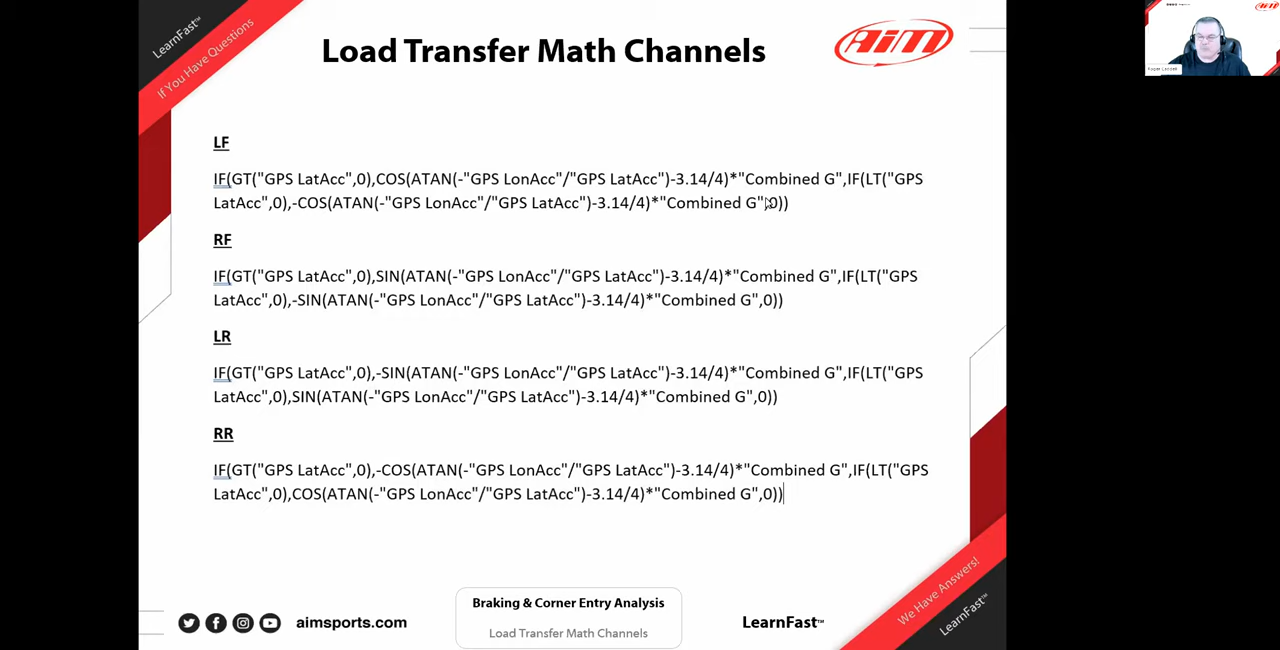 LearnFast™
If You Have Questions
Load Transfer Math Channels
AiM
LF
IF(GT("GPS LatAcc",0),COS(ATAN(-"GPS LonAcc"/"GPS LatAcc")-3.14/4)*"Combined G",IF(LT("GPS
LatAcc",0),-COS(ATAN(-"GPS LonAcc"/"GPS LatAcc")-3.14/4)*"Combined G",0))
RF
IF(GT("GPS LatAcc",0),SIN(ATAN(-"GPS LonAcc"/"GPS LatAcc")-3.14/4)*"Combined G",IF(LT("GPS
LatAcc",0),-SIN(ATAN(-"GPS LonAcc"/"GPS LatAcc")-3.14/4)*"Combined G",0))
LR
IF(GT("GPS LatAcc",0),-SIN(ATAN(-"GPS LonAcc"/"GPS LatAcc")-3.14/4)*"Combined G",IF(LT("GPS
LatAcc",0),SIN(ATAN(-"GPS LonAcc"/"GPS LatAcc")-3.14/4)*"Combined G",0))
RR
IF(GT("GPS LatAcc",0),-COS(ATAN(-"GPS LonAcc"/"GPS LatAcc")-3.14/4)*"Combined G",IF(LT("GPS
LatAcc",0),COS(ATAN(-"GPS LonAcc"/"GPS LatAcc")-3.14/4)*"Combined G",0))
aimsports.com
Braking & Corner Entry Analysis
Load Transfer Math Channels
LearnFast™
We Have Answers!
LearnFast™